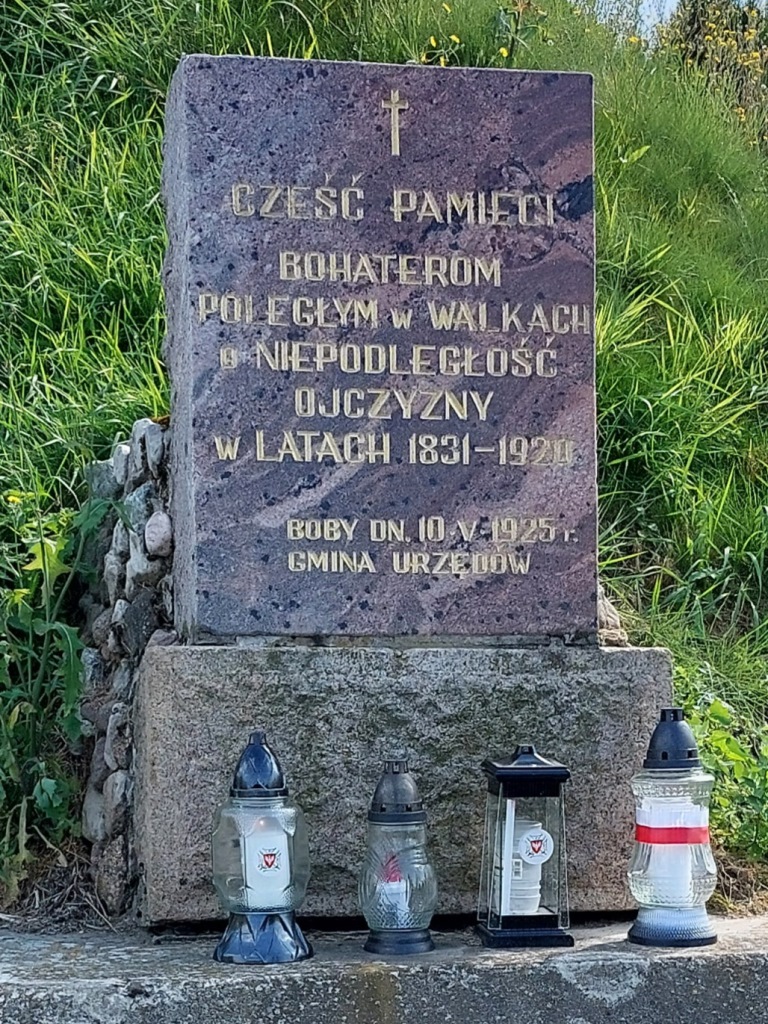 CZEŚĆ PAMIĘCI
BOHATEROM
POLEGŁYM W WALKACH
O NIEPODLEGŁOŚĆ
OJCZYZNY
W LATACH 1831-1920
BOBY DN. 10-V-1925 r.
GMINA URZĘDÓW